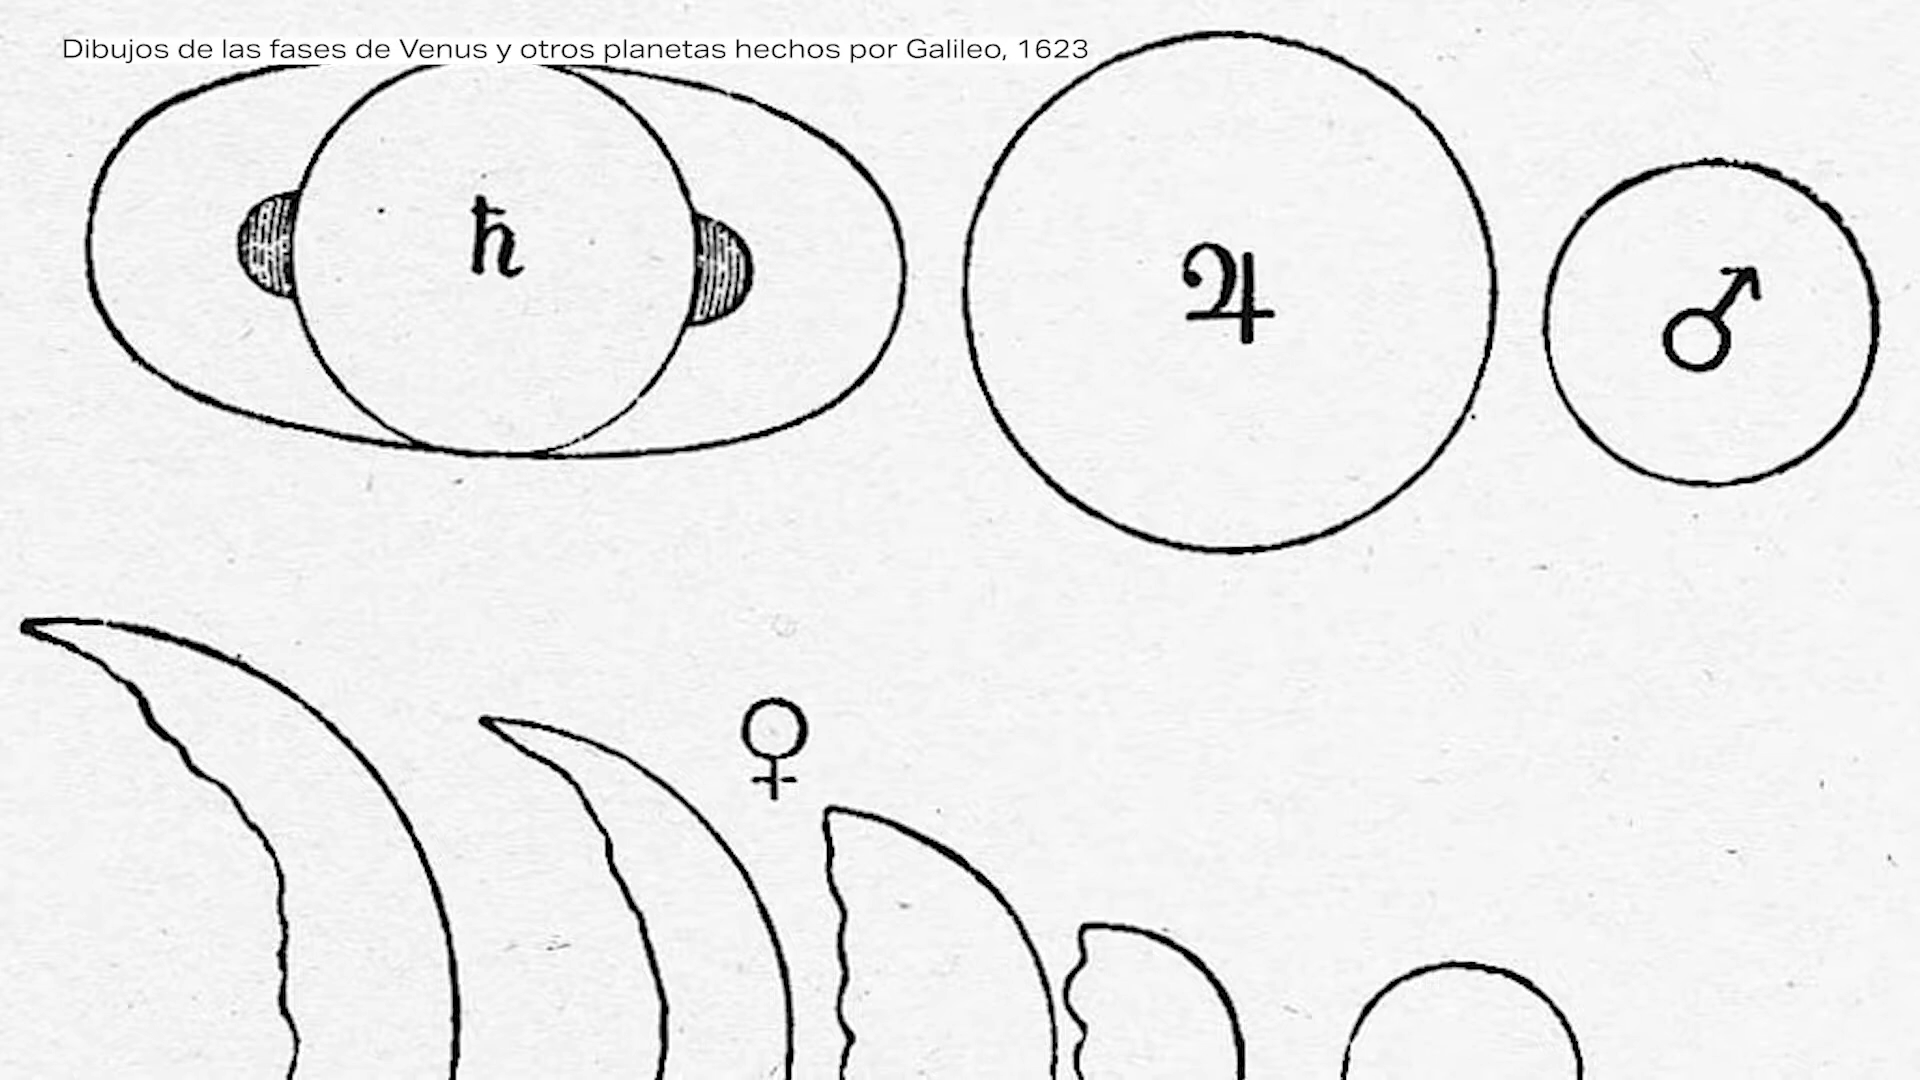 Dibujos de las fases de Venus y otros planetas hechos por Galileo, 1623
♄ ♃ ♂
♀